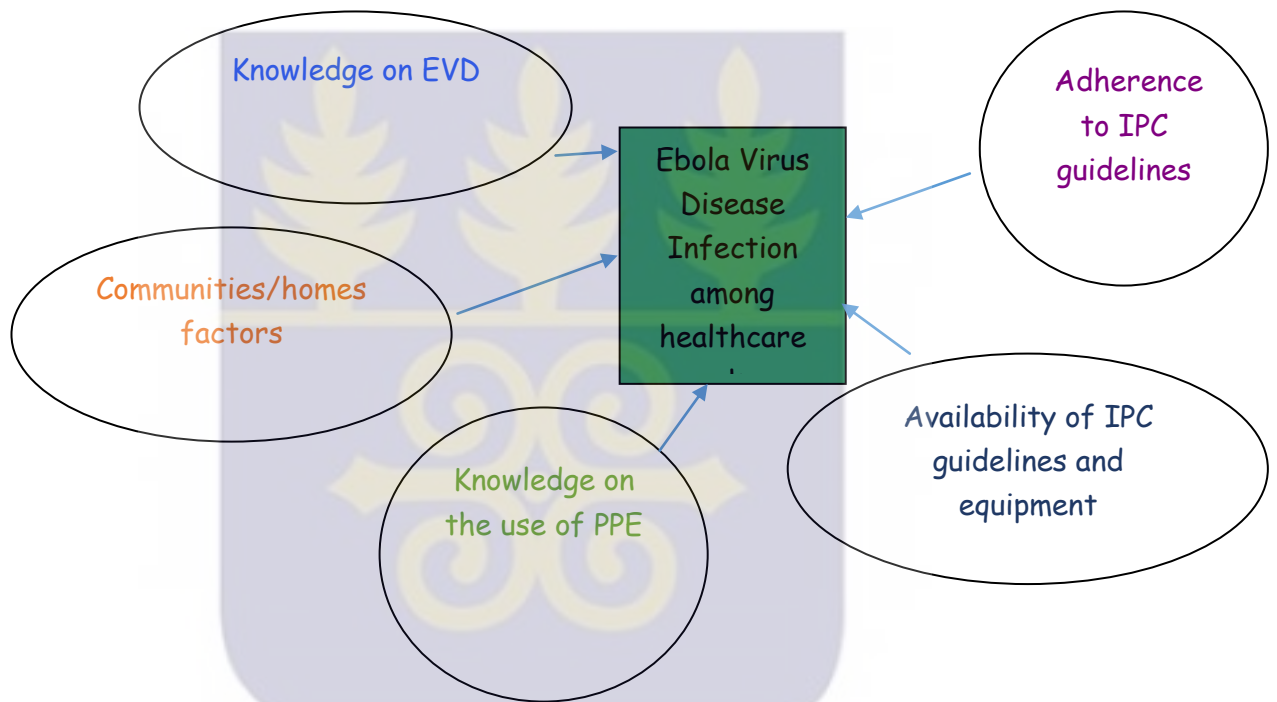 Knowledge on EVD
Adherence
to IPC
guidelines
Ebola Virus
Disease
Infection
among
healthcare
Communities/homes
factors
Availability of IPC
guidelines and
equipment
Knowledge on
the use of PPE